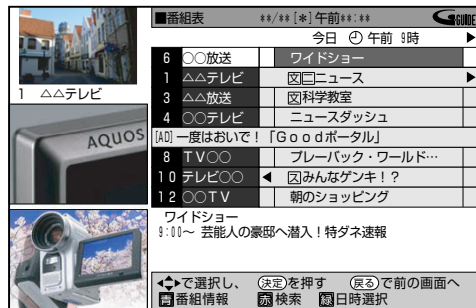 ■番組表 **/** [*]午前**:** G GUIDE
今日 午前 9時 ▶
6 ○○放送 ワイドショー
1 △△テレビ 文二ニュース ▶
3 △△放送 文科学教室
4 ○○テレビ ニュースダッシュ
[AD]一度はおいで!「Goodポータル」
8 TV○○ プレーバック・ワールド…
10 テレビ○○ ◀ 又みんなゲンキ!?
12 ○○TV 朝のショッピング
1 △△テレビ
AQUOS
ワイドショー
9:00〜 芸能人の豪邸へ潜入!特ダネ速報
で選択し、 決定を押す 戻るで前の画面へ
青番組情報 赤検索 緑日時選択